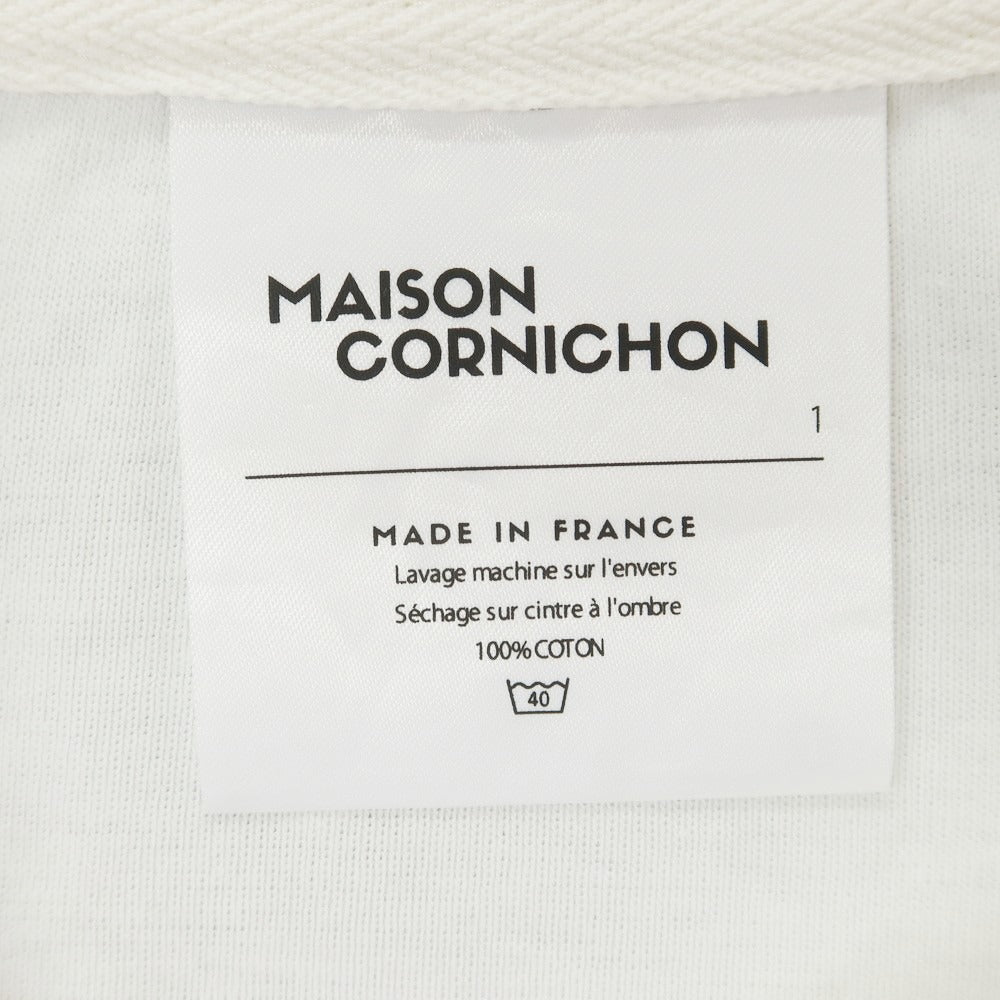 MAISON
CORNICHON
1
MADE IN FRANCE
Lavage machine sur l'envers
Séchage sur cintre à l'ombre
100% COTON
40